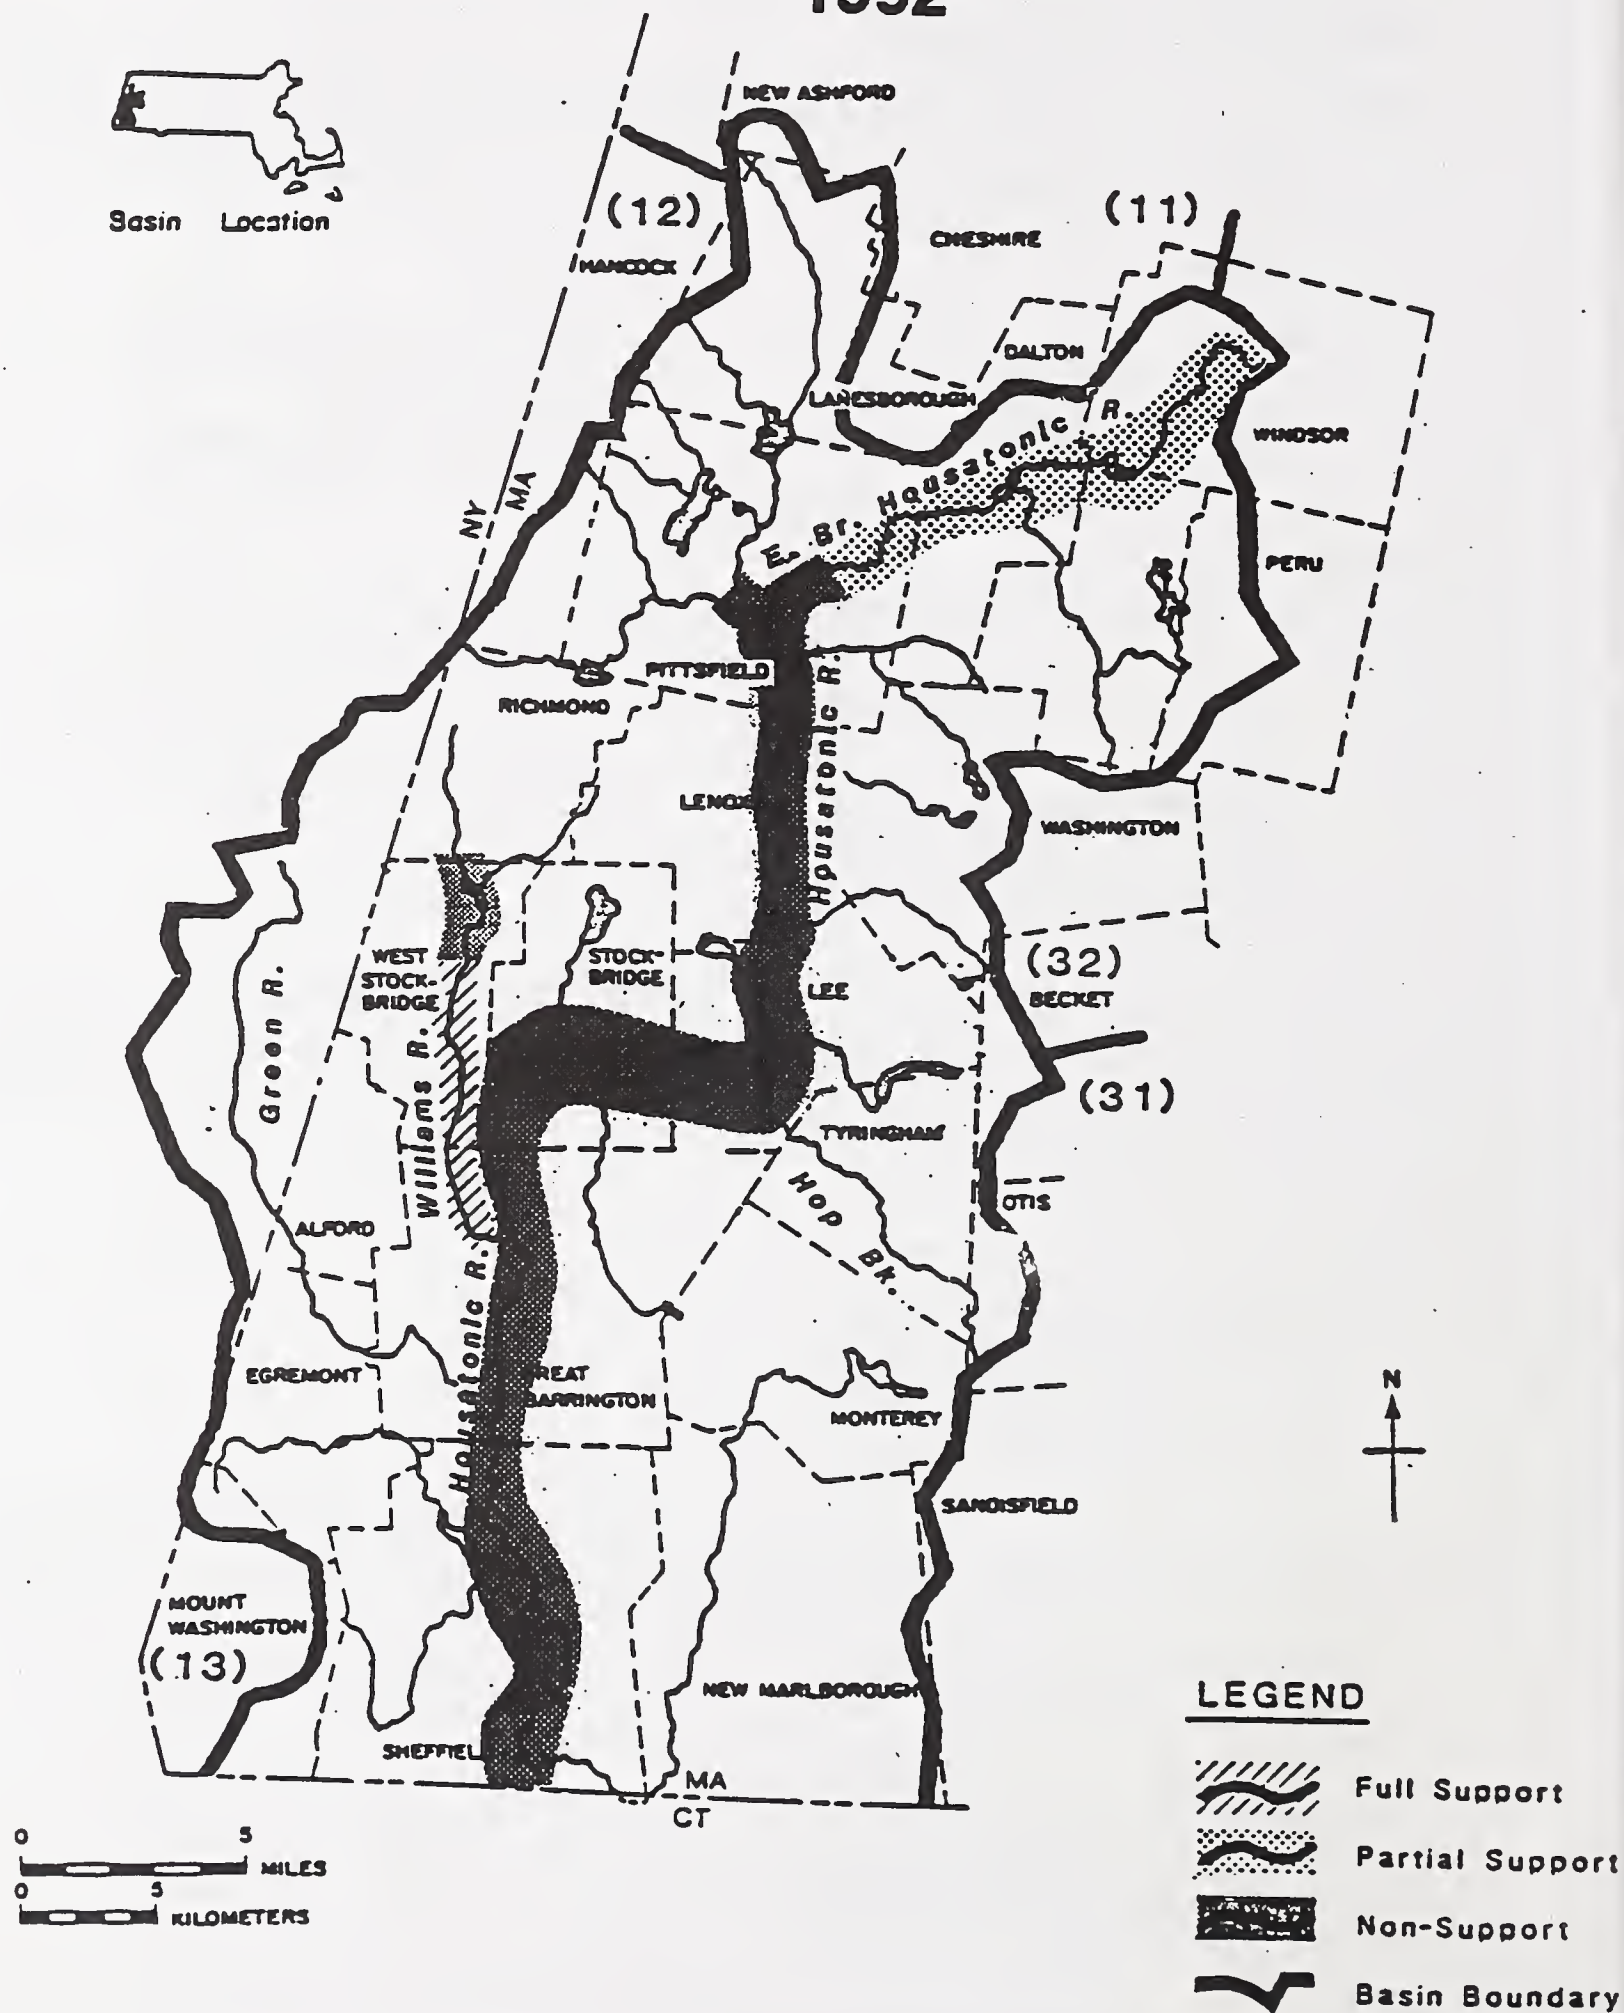 1992
Basin Location
NEW ASHFORD
(12)
(11)
CHESHIRE
HANCOCK
DALTON
LANESBOROUGH
E. Br. Housatonic R.
WINDSOR
NY
MA
PERU
PITTSFIELD
RICHMOND
Housatonic R.
LENOX
WASHINGTON
WEST
STOCK-
BRIDGE
STOCK-
BRIDGE
(32)
BECKET
LEE
Green R.
Williams R.
(31)
TYRINGHAM
Hop Bk.
OTIS
ALFORD
Housatonic R.
EGREMONT
REAT
BARRINGTON
MONTEREY
N
SANDISFIELD
MOUNT
WASHINGTON
(13)
NEW MARLBOROUGH
SHEFFIEL
MA
CT
LEGEND
Full Support
Partial Support
Non-Support
Basin Boundary
0 5
MILES
0 5
KILOMETERS